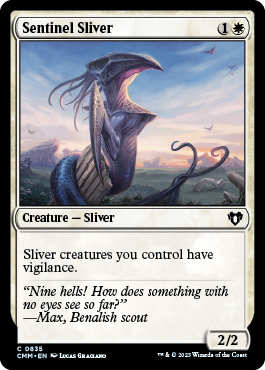 Sentinel Sliver 1
Creature — Sliver
Sliver creatures you control have
vigilance.
"Nine hells! How does something with
no eyes see so far?"
—Max, Benalish scout
2/2
C 0835
CMM • EN Lucas Graciano
™ & © 2023 Wizards of the Coast